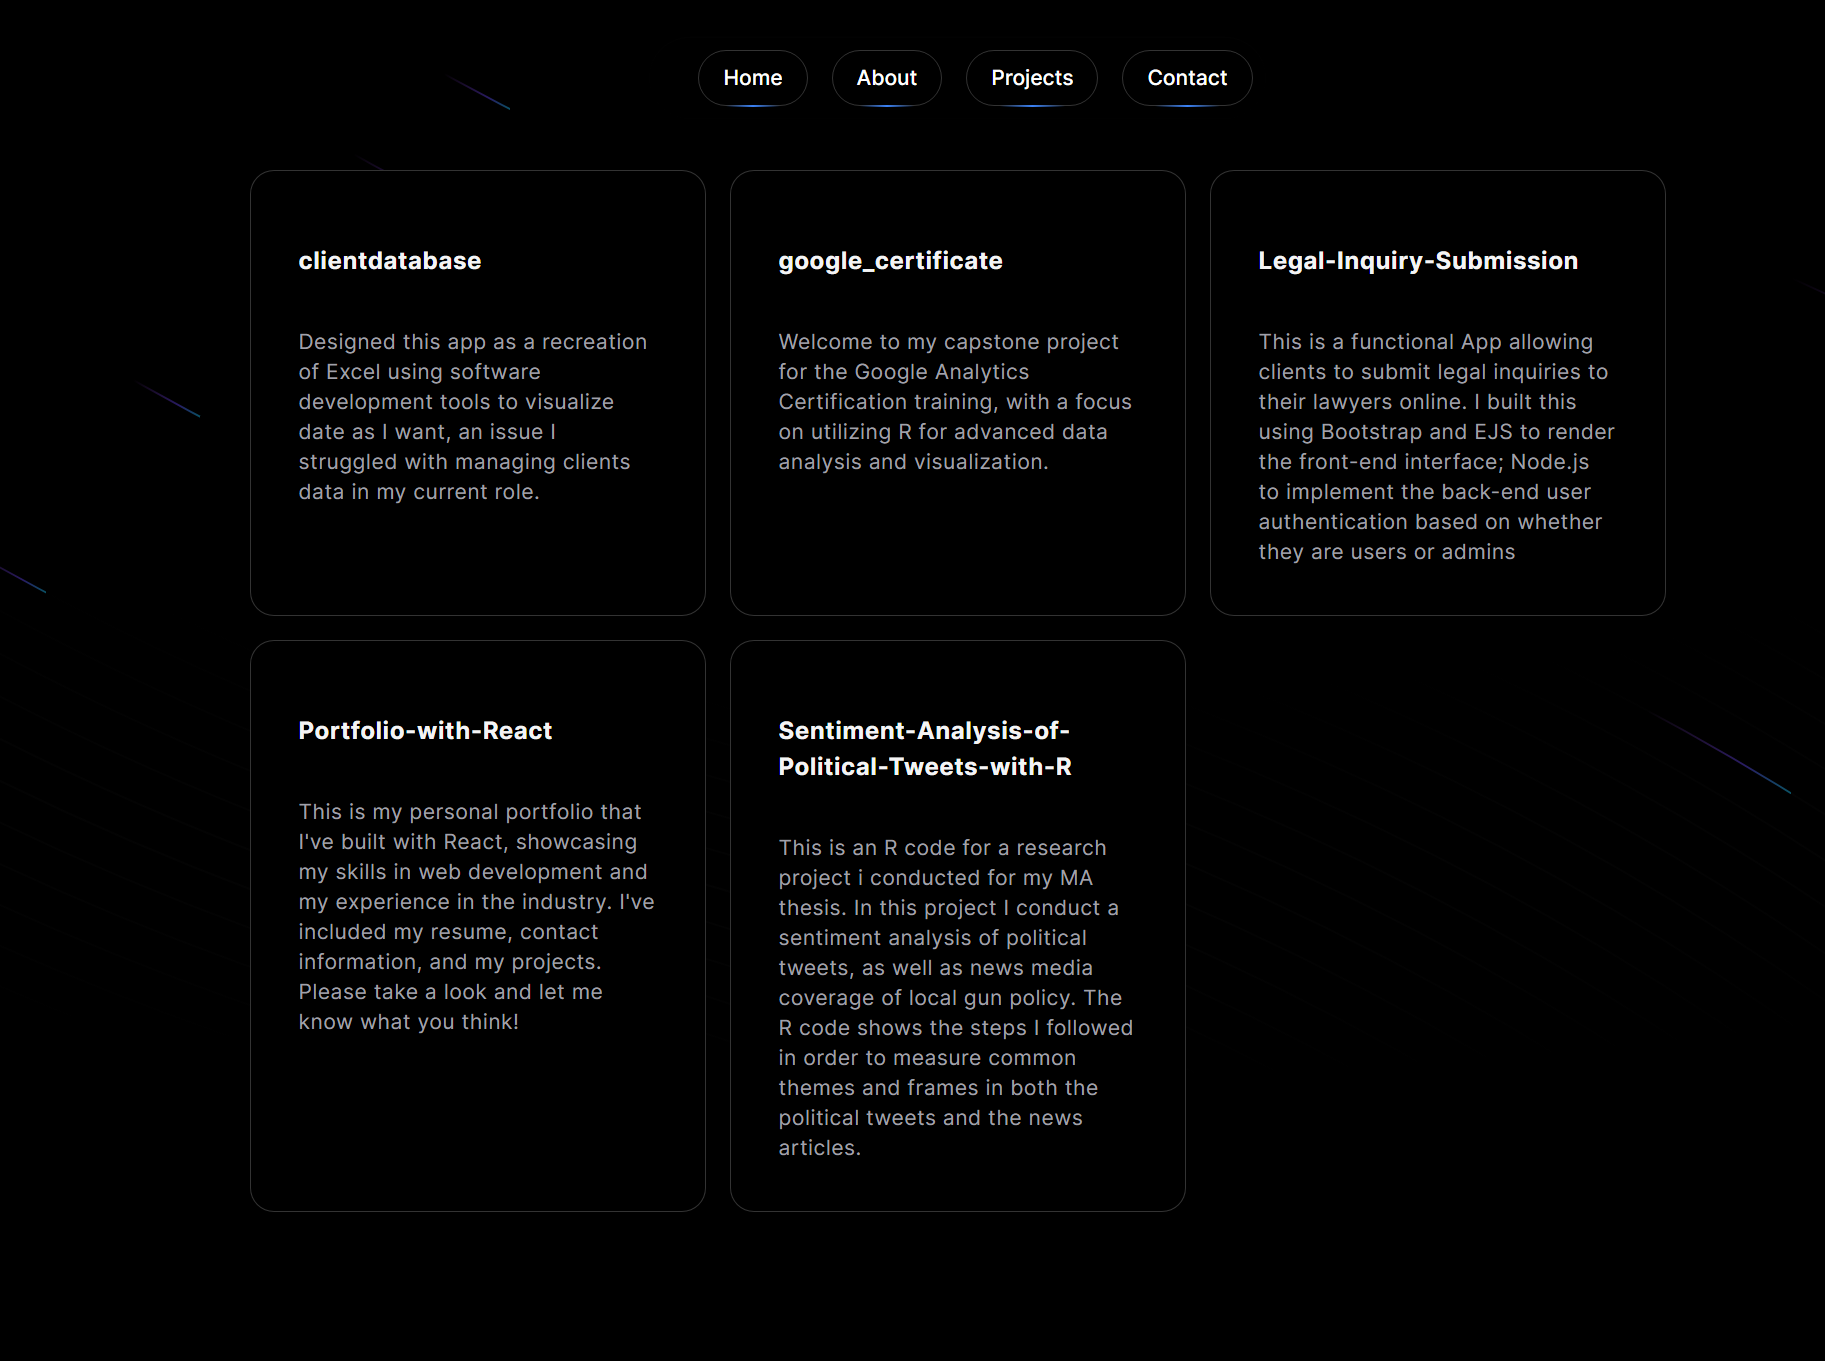 Home
About
Projects
Contact
clientdatabase
Designed this app as a recreation
of Excel using software
development tools to visualize
date as I want, an issue I
struggled with managing clients
data in my current role.
google_certificate
Welcome to my capstone project
for the Google Analytics
Certification training, with a focus
on utilizing R for advanced data
analysis and visualization.
Legal-Inquiry-Submission
This is a functional App allowing
clients to submit legal inquiries to
their lawyers online. I built this
using Bootstrap and EJS to render
the front-end interface; Node.js
to implement the back-end user
authentication based on whether
they are users or admins
Portfolio-with-React
This is my personal portfolio that
I've built with React, showcasing
my skills in web development and
my experience in the industry. I've
included my resume, contact
information, and my projects.
Please take a look and let me
know what you think!
Sentiment-Analysis-of-
Political-Tweets-with-R
This is an R code for a research
project i conducted for my MA
thesis. In this project I conduct a
sentiment analysis of political
tweets, as well as news media
coverage of local gun policy. The
R code shows the steps I followed
in order to measure common
themes and frames in both the
political tweets and the news
articles.